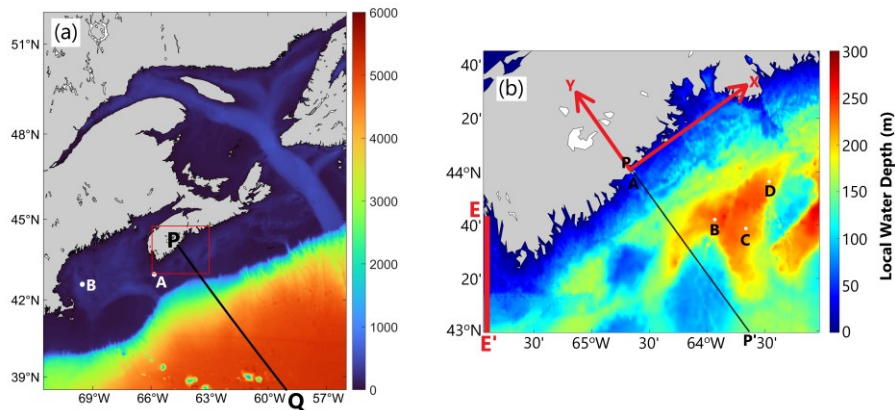 (a)
51°N
48°N
45°N
42°N
39°N
69°W
66°W
63°W
60°W
57°W
P
A
B
Q
6000
5000
4000
3000
2000
1000
0
(b)
40'
20'
44°N
40'
20'
43°N
30'
65°W
30'
64°W
30'
Y
X
P
A
E
E'
B
C
D
P'
300
250
200
150
100
50
0
Local Water Depth (m)